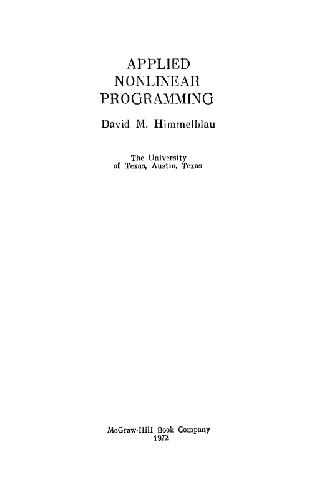 APPLIED
NONLINEAR
PROGRAMMING
David M. Himmelblau
The University
of Texas, Austin, Texas
McGraw-Hill Book Company
1972